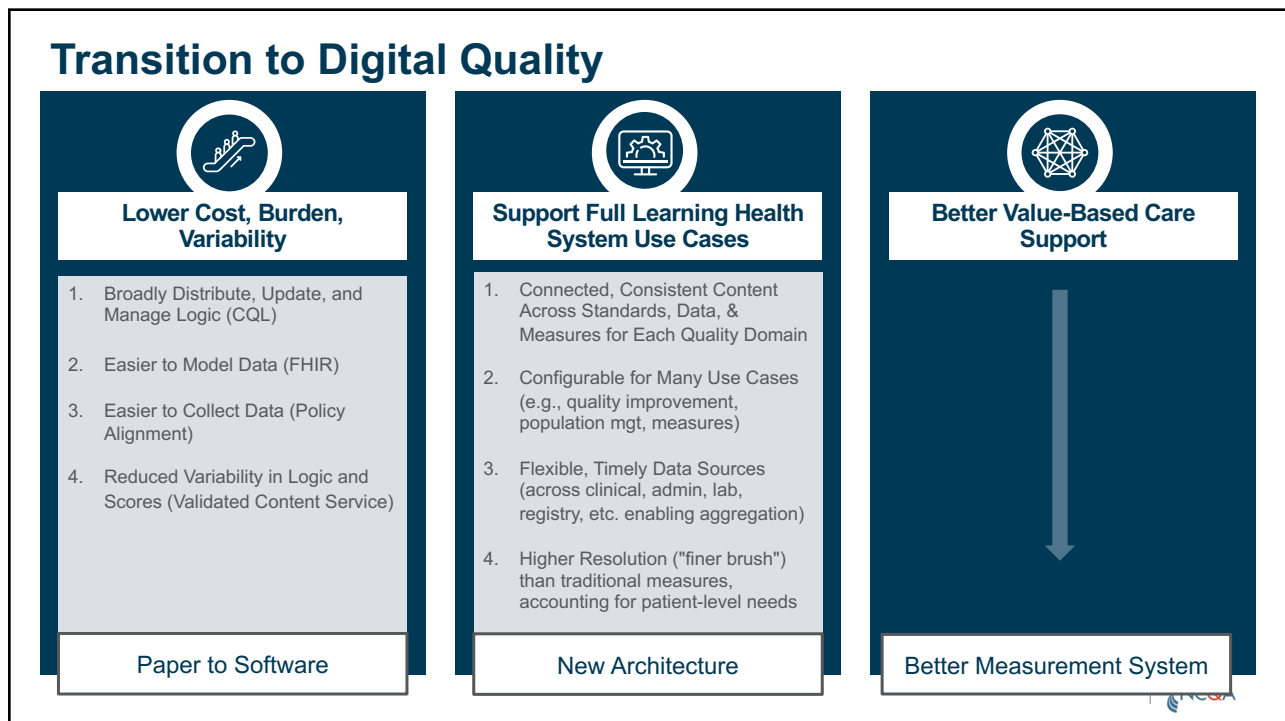 Transition to Digital Quality
Lower Cost, Burden,
Variability
1. Broadly Distribute, Update, and
Manage Logic (CQL)
2. Easier to Model Data (FHIR)
3. Easier to Collect Data (Policy
Alignment)
4. Reduced Variability in Logic and
Scores (Validated Content Service)
Paper to Software
Support Full Learning Health
System Use Cases
1. Connected, Consistent Content
Across Standards, Data, &
Measures for Each Quality Domain
2. Configurable for Many Use Cases
(e.g., quality improvement,
population mgt, measures)
3. Flexible, Timely Data Sources
(across clinical, admin, lab,
registry, etc. enabling aggregation)
4. Higher Resolution ("finer brush")
than traditional measures,
accounting for patient-level needs
New Architecture
Better Value-Based Care
Support
Better Measurement System
NCQA